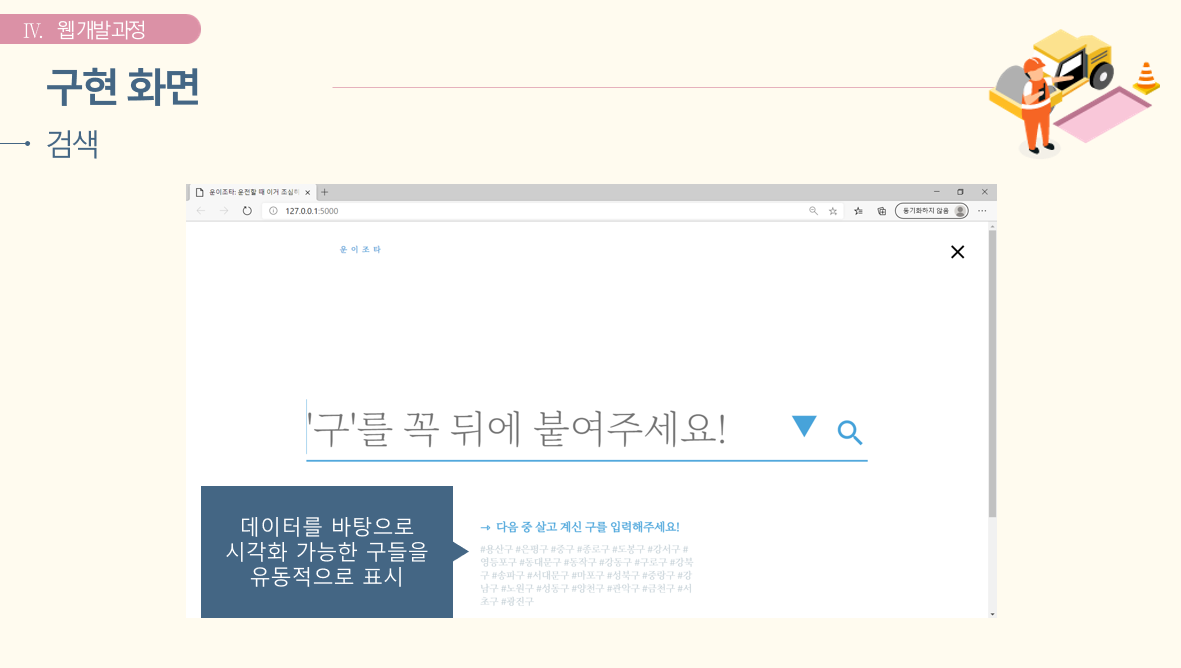 Ⅳ. 웹개발과정
구현 화면
검색
운이조타: 운전할 때 이거 조심히
127.0.0.1:5000
동기화하지 않음
운이조타
'구'를 꼭 뒤에 붙여주세요!
데이터를 바탕으로
시각화 가능한 구들을
유동적으로 표시
→ 다음 중 살고 계신 구를 입력해주세요!
#용산구 #은평구 #중구 #종로구 #도봉구 #강서구 #
영등포구 #동대문구 #동작구 #강동구 #구로구 #강북
구 #송파구 #서대문구 #마포구 #성북구 #중랑구 #강
남구 #노원구 #성동구 #양천구 #관악구 #금천구 #서
초구 #광진구